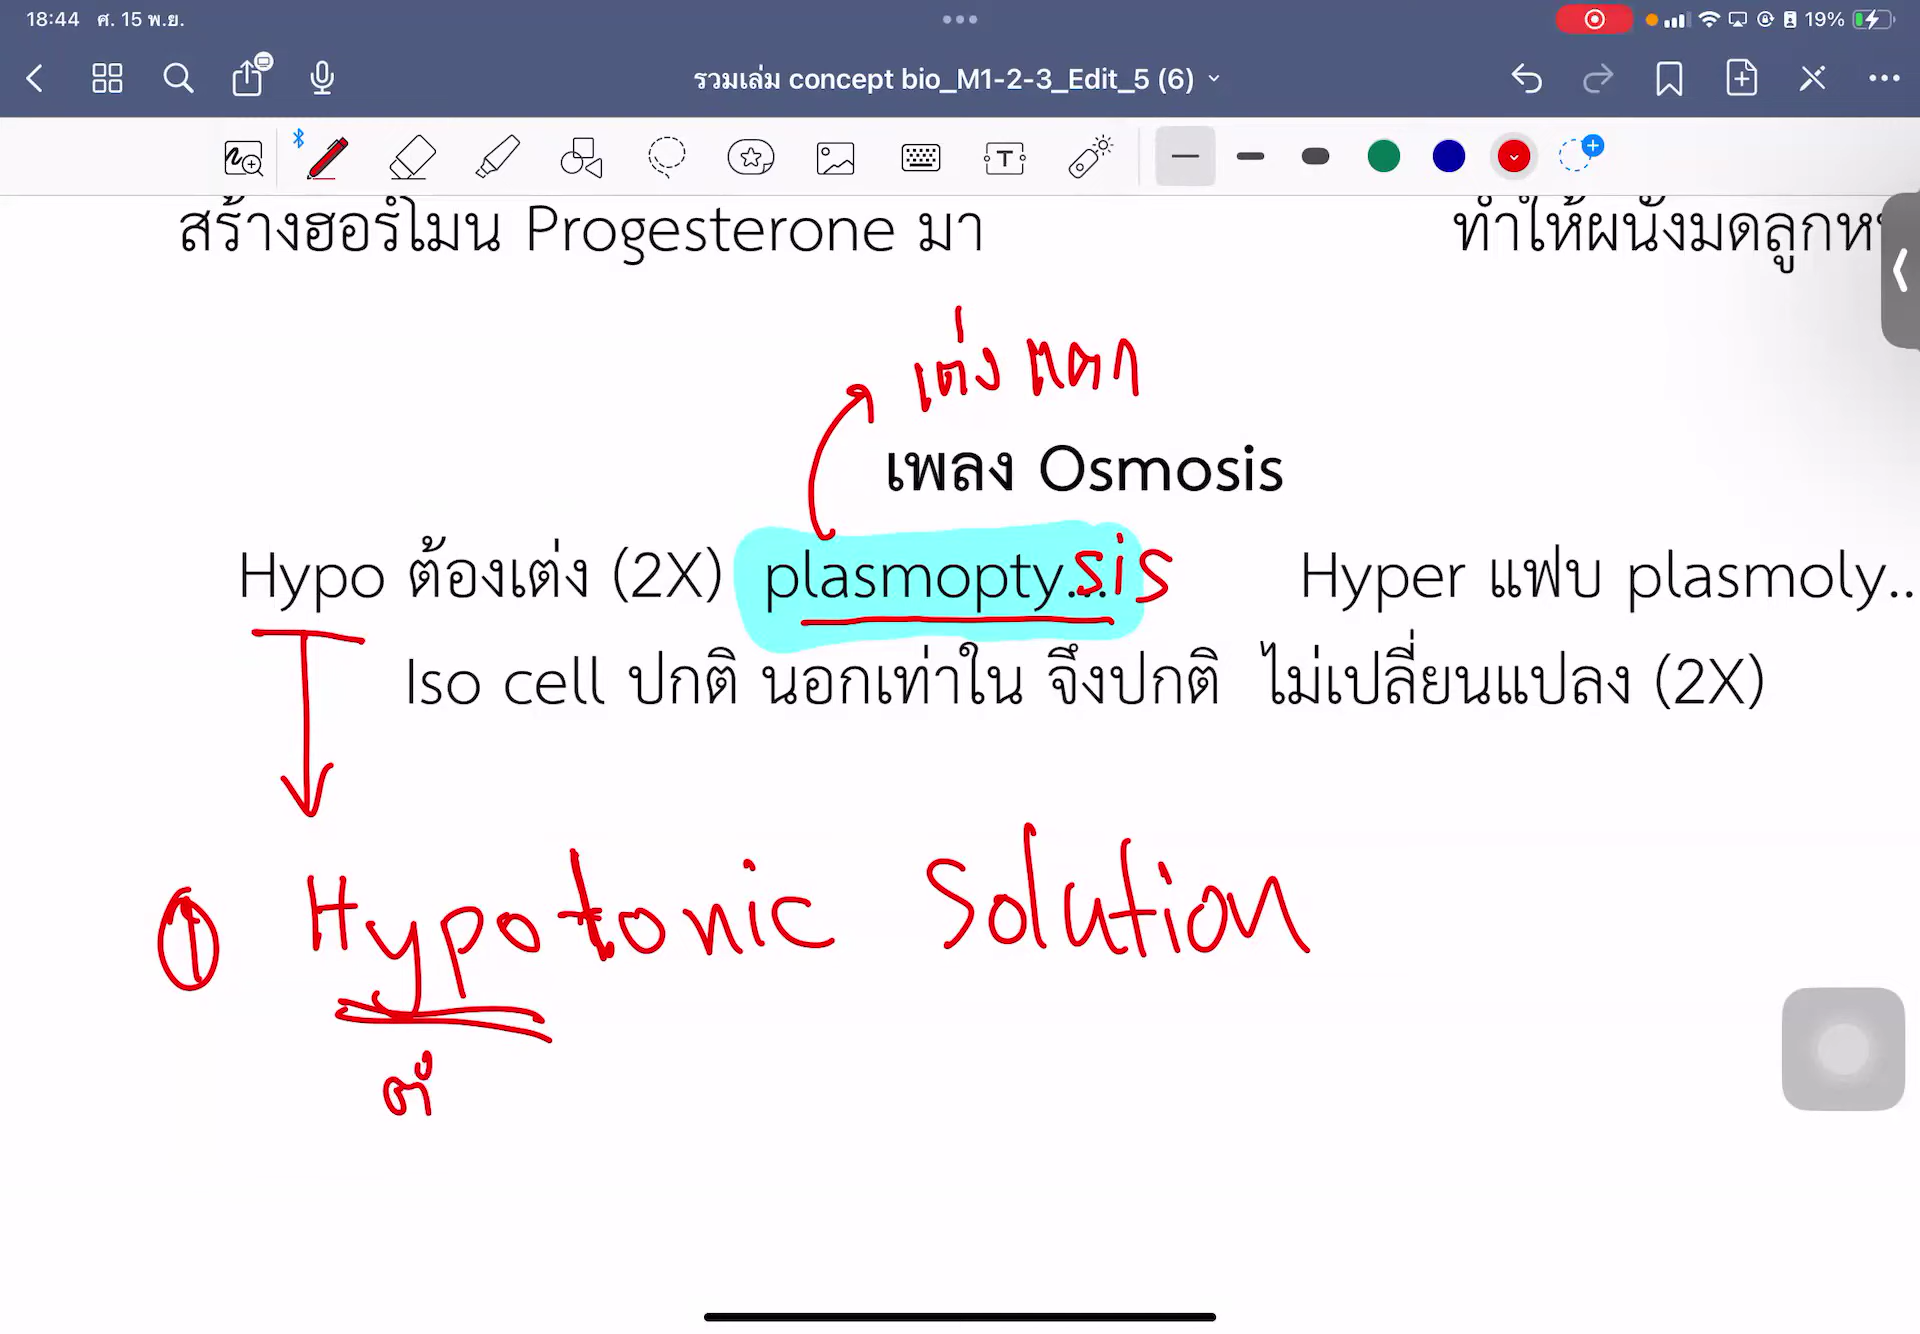 18:44 ศ. 15 พ.ย.
19%
รวมเล่ม concept bio_M1-2-3_Edit_5 (6)
สร้างฮอร์โมน Progesterone มา ทำให้ผนังมดลูกห
เต่ง แตก
เพลง Osmosis
Hypo ต้องเต่ง (2X) plasmopty...sis Hyper แฟบ plasmoly..
Iso cell ปกติ นอกเท่าใน จึงปกติ ไม่เปลี่ยนแปลง (2X)
1 Hypotonic Solution
ต่ำ